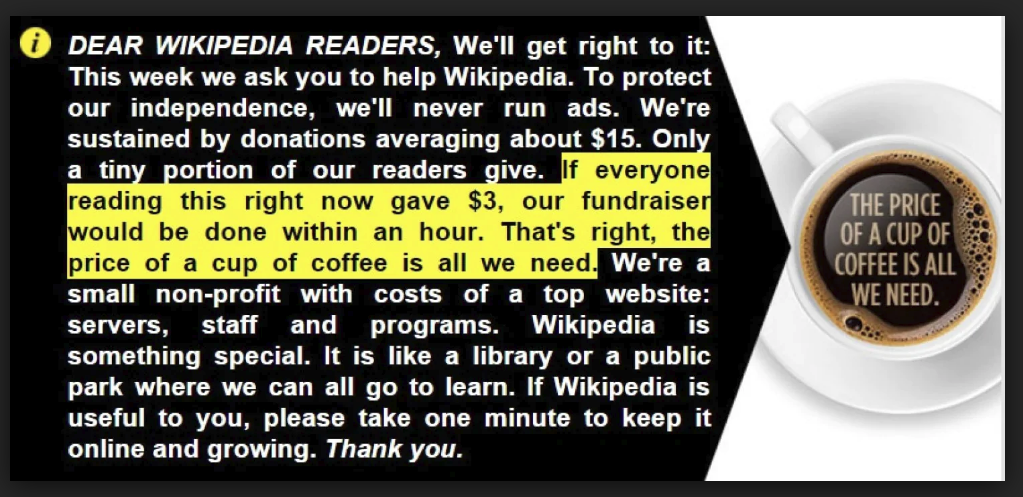 i
DEAR WIKIPEDIA READERS, We'll get right to it:
This week we ask you to help Wikipedia. To protect
our independence, we'll never run ads. We're
sustained by donations averaging about $15. Only
a tiny portion of our readers give. If everyone
reading this right now gave $3, our fundraiser
would be done within an hour. That's right, the
price of a cup of coffee is all we need. We're a
small non-profit with costs of a top website:
servers, staff and programs. Wikipedia is
something special. It is like a library or a public
park where we can all go to learn. If Wikipedia is
useful to you, please take one minute to keep it
online and growing. Thank you.
THE PRICE
OF A CUP OF
COFFEE IS ALL
WE NEED.